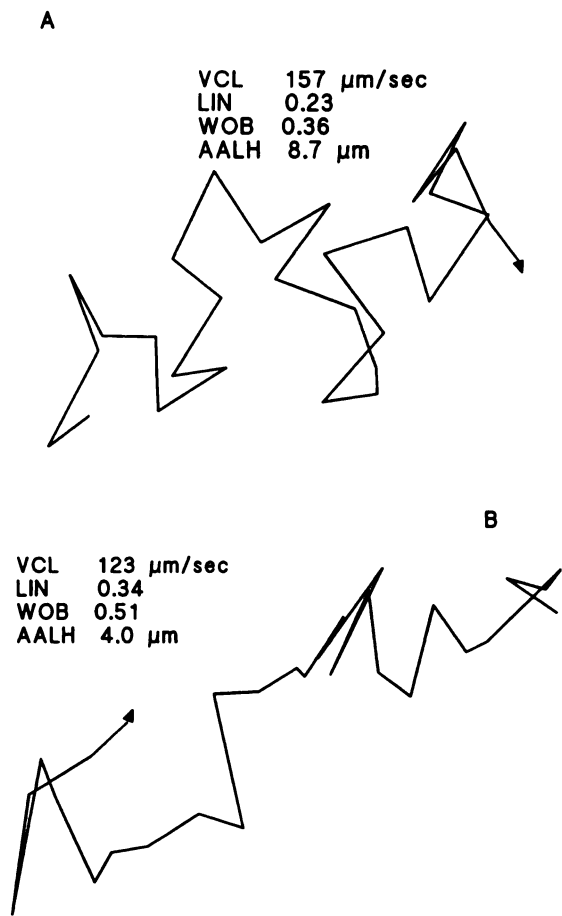 A
VCL 157 µm/sec
LIN 0.23
WOB 0.36
AALH 8.7 µm
B
VCL 123 µm/sec
LIN 0.34
WOB 0.51
AALH 4.0 µm